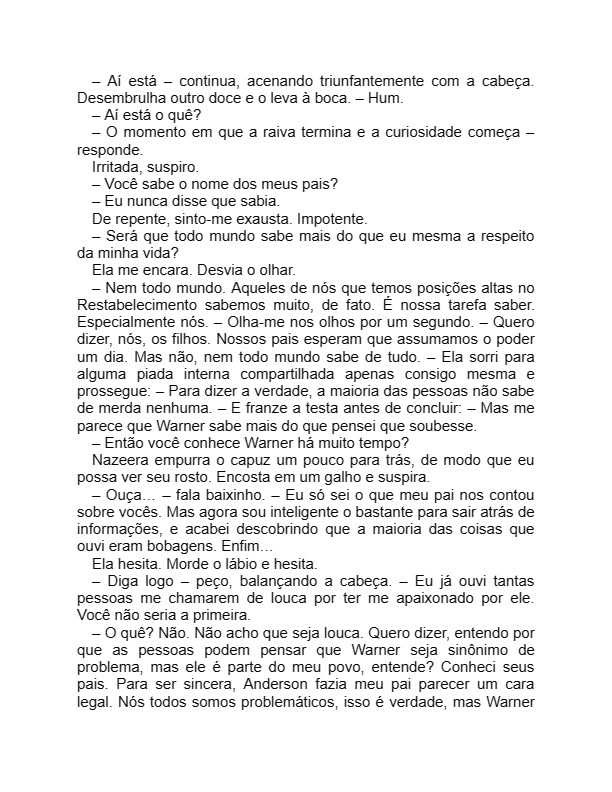 – Aí está – continua, acenando triunfantemente com a cabeça.
Desembrulha outro doce e o leva à boca. – Hum.
– Aí está o quê?
– O momento em que a raiva termina e a curiosidade começa –
responde.
Irritada, suspiro.
– Você sabe o nome dos meus pais?
– Eu nunca disse que sabia.
De repente, sinto-me exausta. Impotente.
– Será que todo mundo sabe mais do que eu mesma a respeito
da minha vida?
Ela me encara. Desvia o olhar.
– Nem todo mundo. Aqueles de nós que temos posições altas no
Restabelecimento sabemos muito, de fato. É nossa tarefa saber.
Especialmente nós. – Olha-me nos olhos por um segundo. – Quero
dizer, nós, os filhos. Nossos pais esperam que assumamos o poder
um dia. Mas não, nem todo mundo sabe de tudo. – Ela sorri para
alguma piada interna compartilhada apenas consigo mesma e
prossegue: – Para dizer a verdade, a maioria das pessoas não sabe
de merda nenhuma. – E franze a testa antes de concluir: – Mas me
parece que Warner sabe mais do que pensei que soubesse.
– Então você conhece Warner há muito tempo?
Nazeera empurra o capuz um pouco para trás, de modo que eu
possa ver seu rosto. Encosta em um galho e suspira.
– Ouça… – fala baixinho. – Eu só sei o que meu pai nos contou
sobre vocês. Mas agora sou inteligente o bastante para sair atrás de
informações, e acabei descobrindo que a maioria das coisas que
ouvi eram bobagens. Enfim…
Ela hesita. Morde o lábio e hesita.
– Diga logo – peço, balançando a cabeça. – Eu já ouvi tantas
pessoas me chamarem de louca por ter me apaixonado por ele.
Você não seria a primeira.
– O quê? Não. Não acho que seja louca. Quero dizer, entendo por
que as pessoas podem pensar que Warner seja sinônimo de
problema, mas ele é parte do meu povo, entende? Conheci seus
pais. Para ser sincera, Anderson fazia meu pai parecer um cara
legal. Nós todos somos problemáticos, isso é verdade, mas Warner